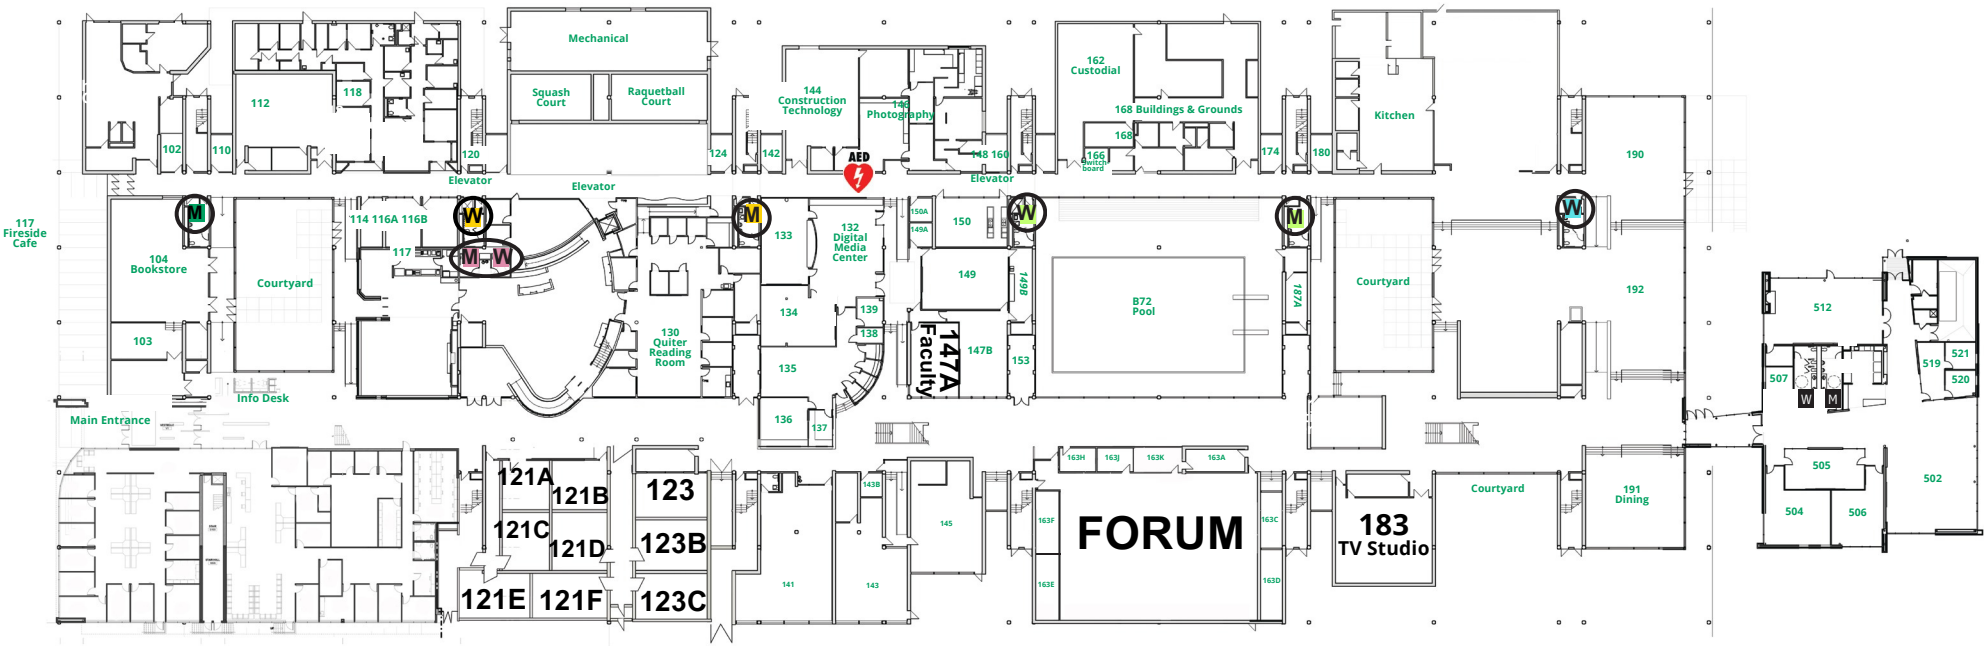 Mechanical
Squash
Court
Raquetball
Court
112
118
102
110
120
124
142
144
Construction
Technology
146
Photography
148
160
162
Custodial
168 Buildings & Grounds
168
166
Switch
board
174
180
Kitchen
190
AED
Elevator
Elevator
Elevator
117
Fireside
Cafe
M
W
M
W
M
W
M
W
104
Bookstore
103
Courtyard
114
116A
116B
117
130
Quiter
Reading
Room
133
132
Digital
Media
Center
134
139
138
135
136
137
150A
149A
150
149
149B
147A
Faculty
147B
153
B72
Pool
187A
Courtyard
192
512
507
W
M
519
521
520
505
504
506
502
Info Desk
Main Entrance
121A
121B
121C
121D
121E
121F
123
123B
123C
141
143B
143
145
163H
163J
163K
163A
163F
163E
FORUM
163C
163D
183
TV Studio
Courtyard
191
Dining